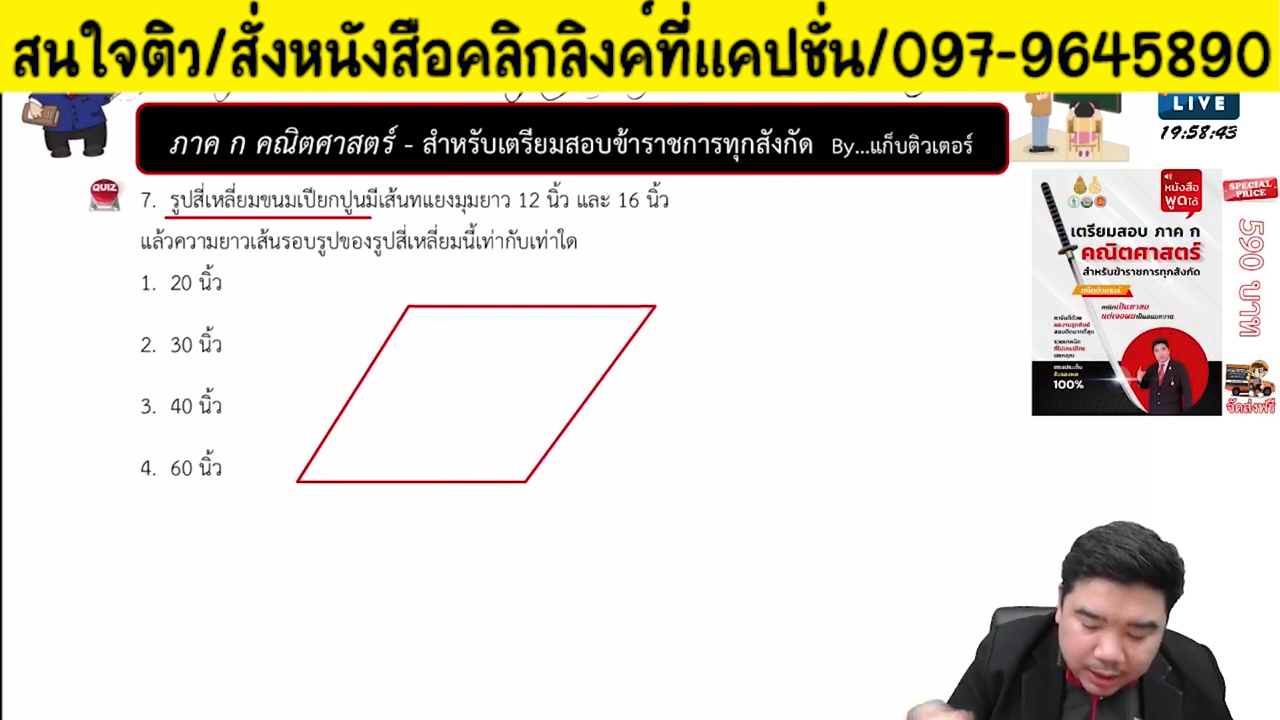 สนใจติว/สั่งหนังสือคลิกลิงค์ที่แคปชั่น/097-9645890
LIVE
19:58:43
ภาค ก คณิตศาสตร์ - สำหรับเตรียมสอบข้าราชการทุกสังกัด By...แก็บติวเตอร์
QUIZ
7. รูปสี่เหลี่ยมขนมเปียกปูนมีเส้นทแยงมุมยาว 12 นิ้ว และ 16 นิ้ว
แล้วความยาวเส้นรอบรูปของรูปสี่เหลี่ยมนี้เท่ากับเท่าใด
1. 20 นิ้ว
2. 30 นิ้ว
3. 40 นิ้ว
4. 60 นิ้ว
หนังสือ
พูดได้
เตรียมสอบ ภาค ก
คณิตศาสตร์
สำหรับข้าราชการทุกสังกัด
แก็บติวเตอร์
100%
SPECIAL
PRICE
590 บาท
จัดส่งฟรี